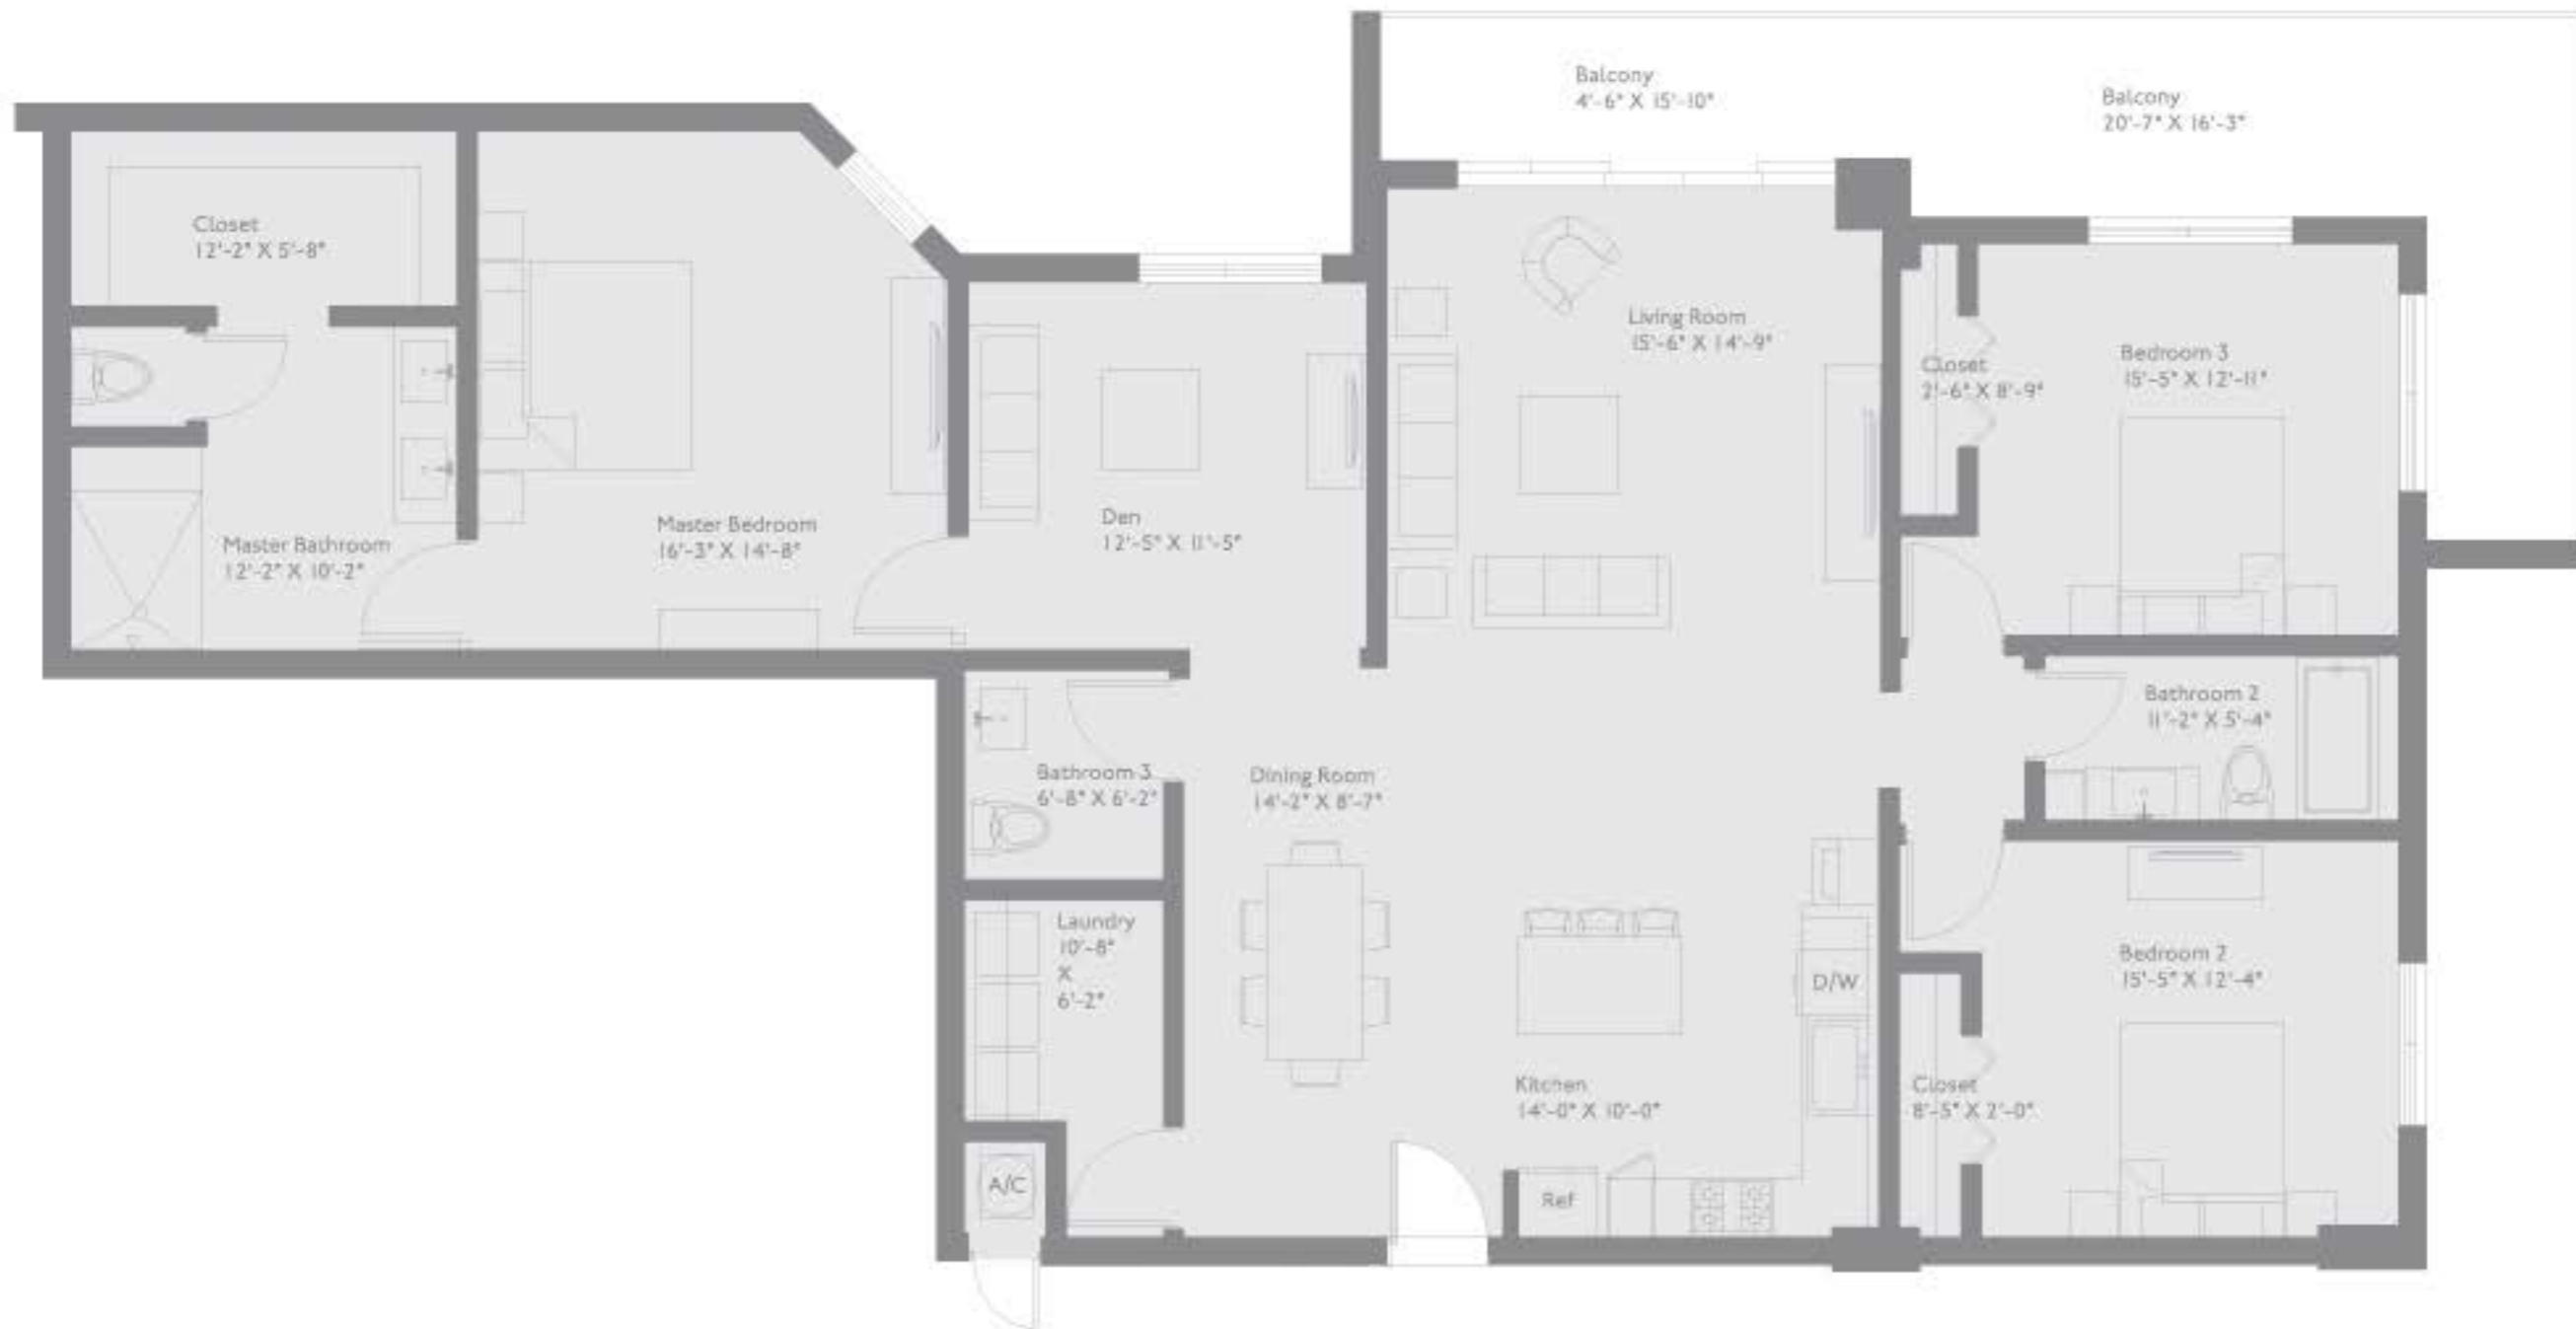 Balcony
4'-6" X 15'-10"
Balcony
20'-7" X 16'-3"
Closet
12'-2" X 5'-8"
Living Room
15'-6" X 14'-9"
Closet
2'-6" X 8'-9"
Bedroom 3
15'-5" X 12'-11"
Master Bathroom
12'-2" X 10'-2"
Master Bedroom
16'-3" X 14'-8"
Den
12'-5" X 11'-5"
Bathroom 3
6'-8" X 6'-2"
Dining Room
14'-2" X 8'-7"
Bathroom 2
11'-2" X 5'-4"
Laundry
10'-8"
X
6'-2"
D/W
Bedroom 2
15'-5" X 12'-4"
Kitchen
14'-0" X 10'-0"
Closet
8'-5" X 2'-0"
A/C
Ref